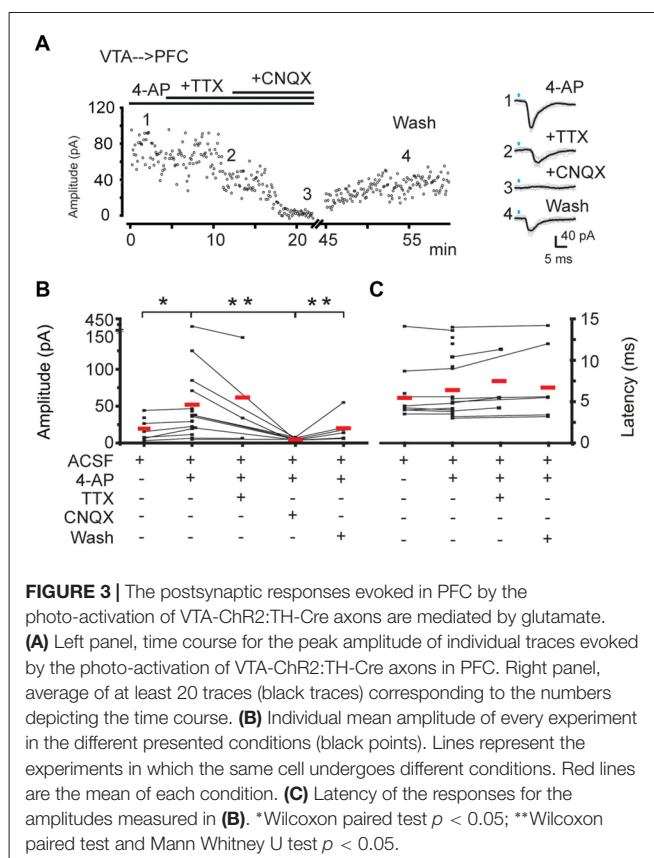 A
VTA-->PFC
+CNQX
4-AP +TTX
Amplitude (pA)
120
80
40
0
1
2
3
Wash
4
0 10 20 45 55 min
4-AP
1
+TTX
2
+CNQX
3
Wash
4
40 pA
5 ms
B
* ** **
C
Amplitude (pA)
450
150
100
50
0
15
10
5
0
Latency (ms)
ACSF + + + + + + + + +
4-AP - + + + + - + + +
TTX - - + - - - - + -
CNQX - - - + - - - - -
Wash - - - - + - - - +
FIGURE 3 | The postsynaptic responses evoked in PFC by the
photo-activation of VTA-ChR2:TH-Cre axons are mediated by glutamate.
(A) Left panel, time course for the peak amplitude of individual traces evoked
by the photo-activation of VTA-ChR2:TH-Cre axons in PFC. Right panel,
average of at least 20 traces (black traces) corresponding to the numbers
depicting the time course. (B) Individual mean amplitude of every experiment
in the different presented conditions (black points). Lines represent the
experiments in which the same cell undergoes different conditions. Red lines
are the mean of each condition. (C) Latency of the responses for the
amplitudes measured in (B). *Wilcoxon paired test p < 0.05; **Wilcoxon
paired test and Mann Whitney U test p < 0.05.